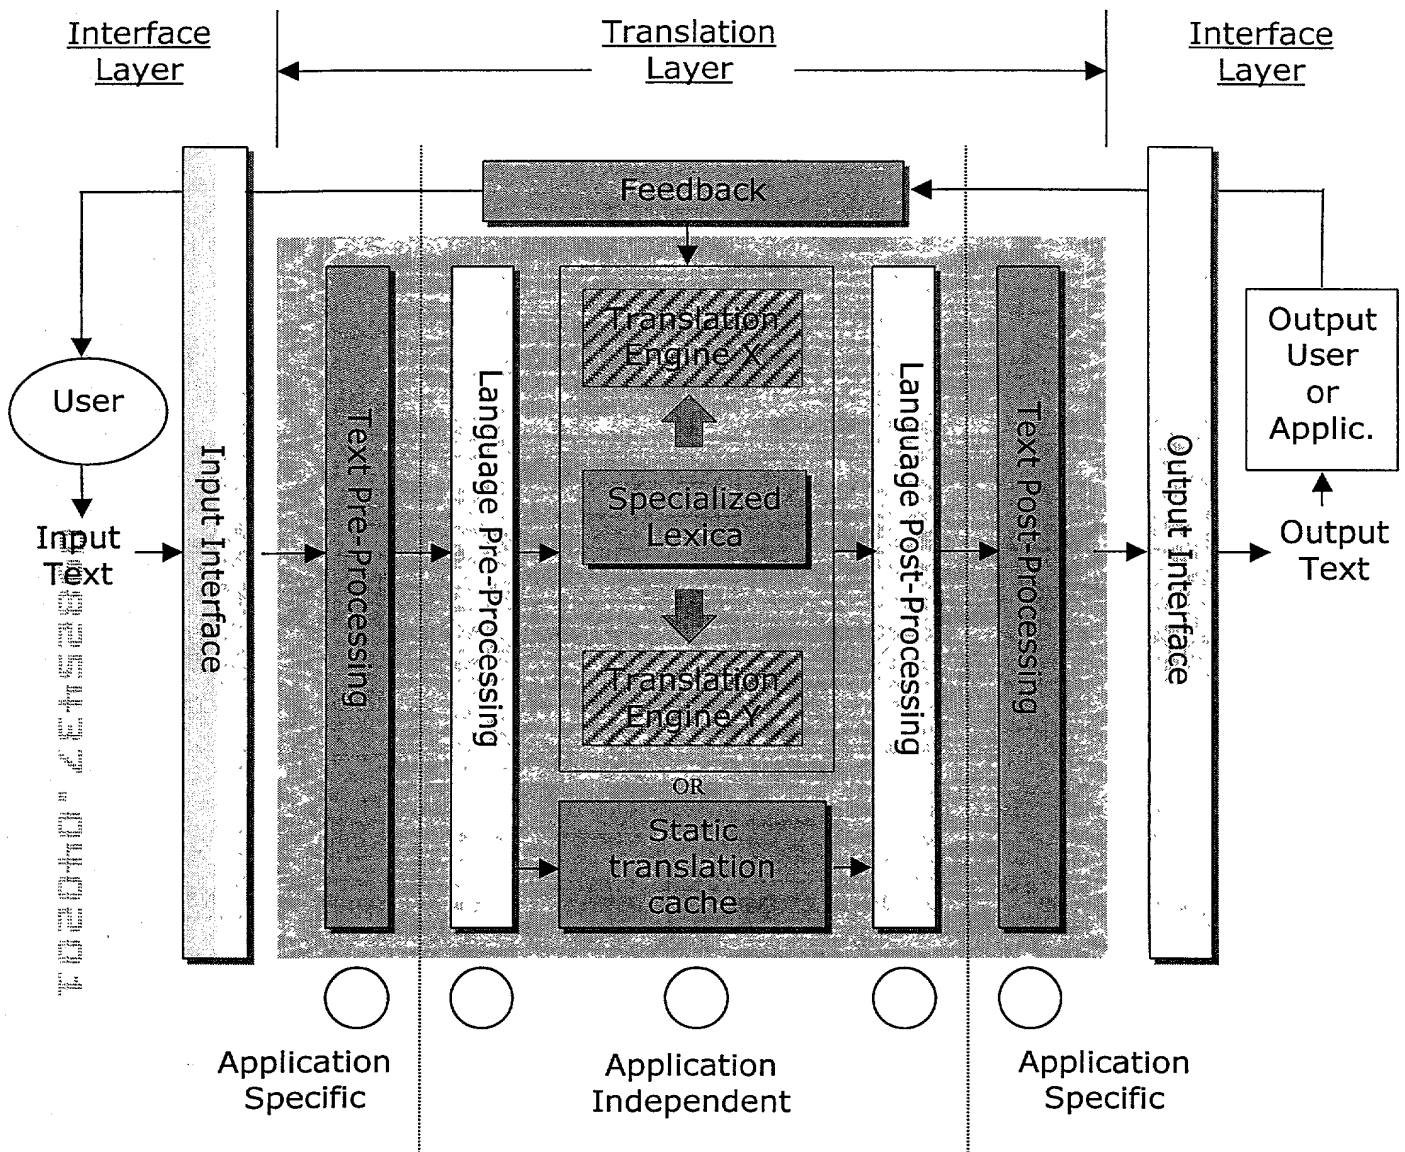 Interface
Layer
Translation
Layer
Interface
Layer
Feedback
User
Input
Text
Input Interface
Text Pre-Processing
Language Pre-Processing
Translation
Engine X
Specialized
Lexica
Translation
Engine Y
OR
Static
translation
cache
Language Post-Processing
Text Post-Processing
Output Interface
Output
User
or
Applic.
Output
Text
Application
Specific
Application
Independent
Application
Specific